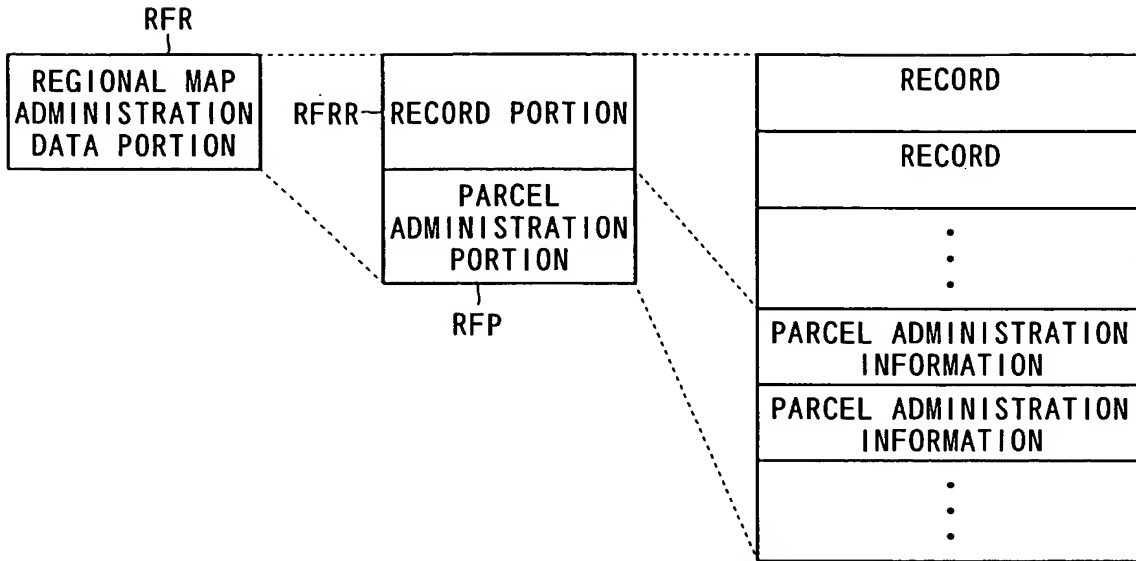 RFR
REGIONAL MAP
ADMINISTRATION
DATA PORTION
RFRR
RECORD PORTION
PARCEL
ADMINISTRATION
PORTION
RFP
RECORD
RECORD
PARCEL ADMINISTRATION
INFORMATION
PARCEL ADMINISTRATION
INFORMATION